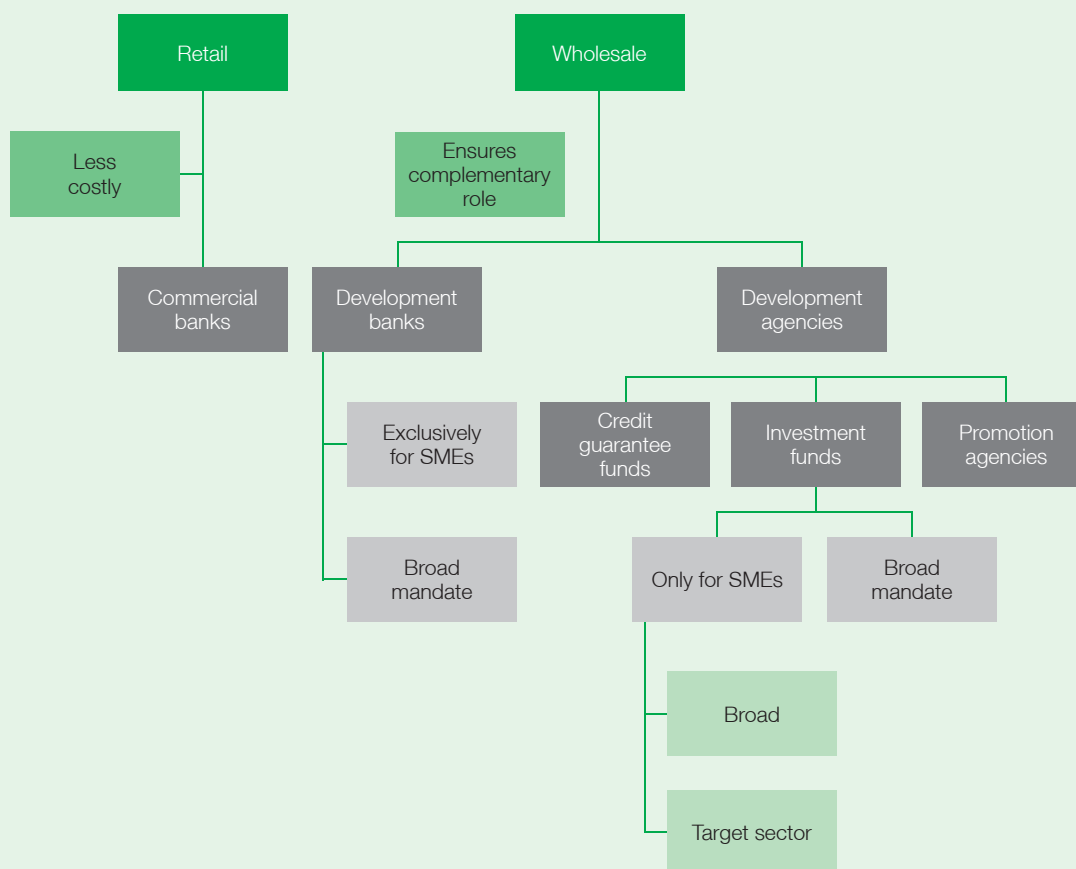 Retail
Wholesale
Less
costly
Ensures
complementary
role
Commercial
banks
Development
banks
Development
agencies
Exclusively
for SMEs
Credit
guarantee
funds
Investment
funds
Promotion
agencies
Broad
mandate
Only for SMEs
Broad
mandate
Broad
Target sector